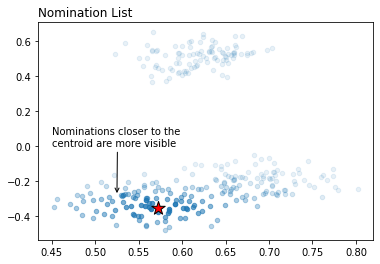 Nomination List
0.6
0.4
0.2
0.0
−0.2
−0.4
Nominations closer to the
centroid are more visible
0.45 0.50 0.55 0.60 0.65 0.70 0.75 0.80